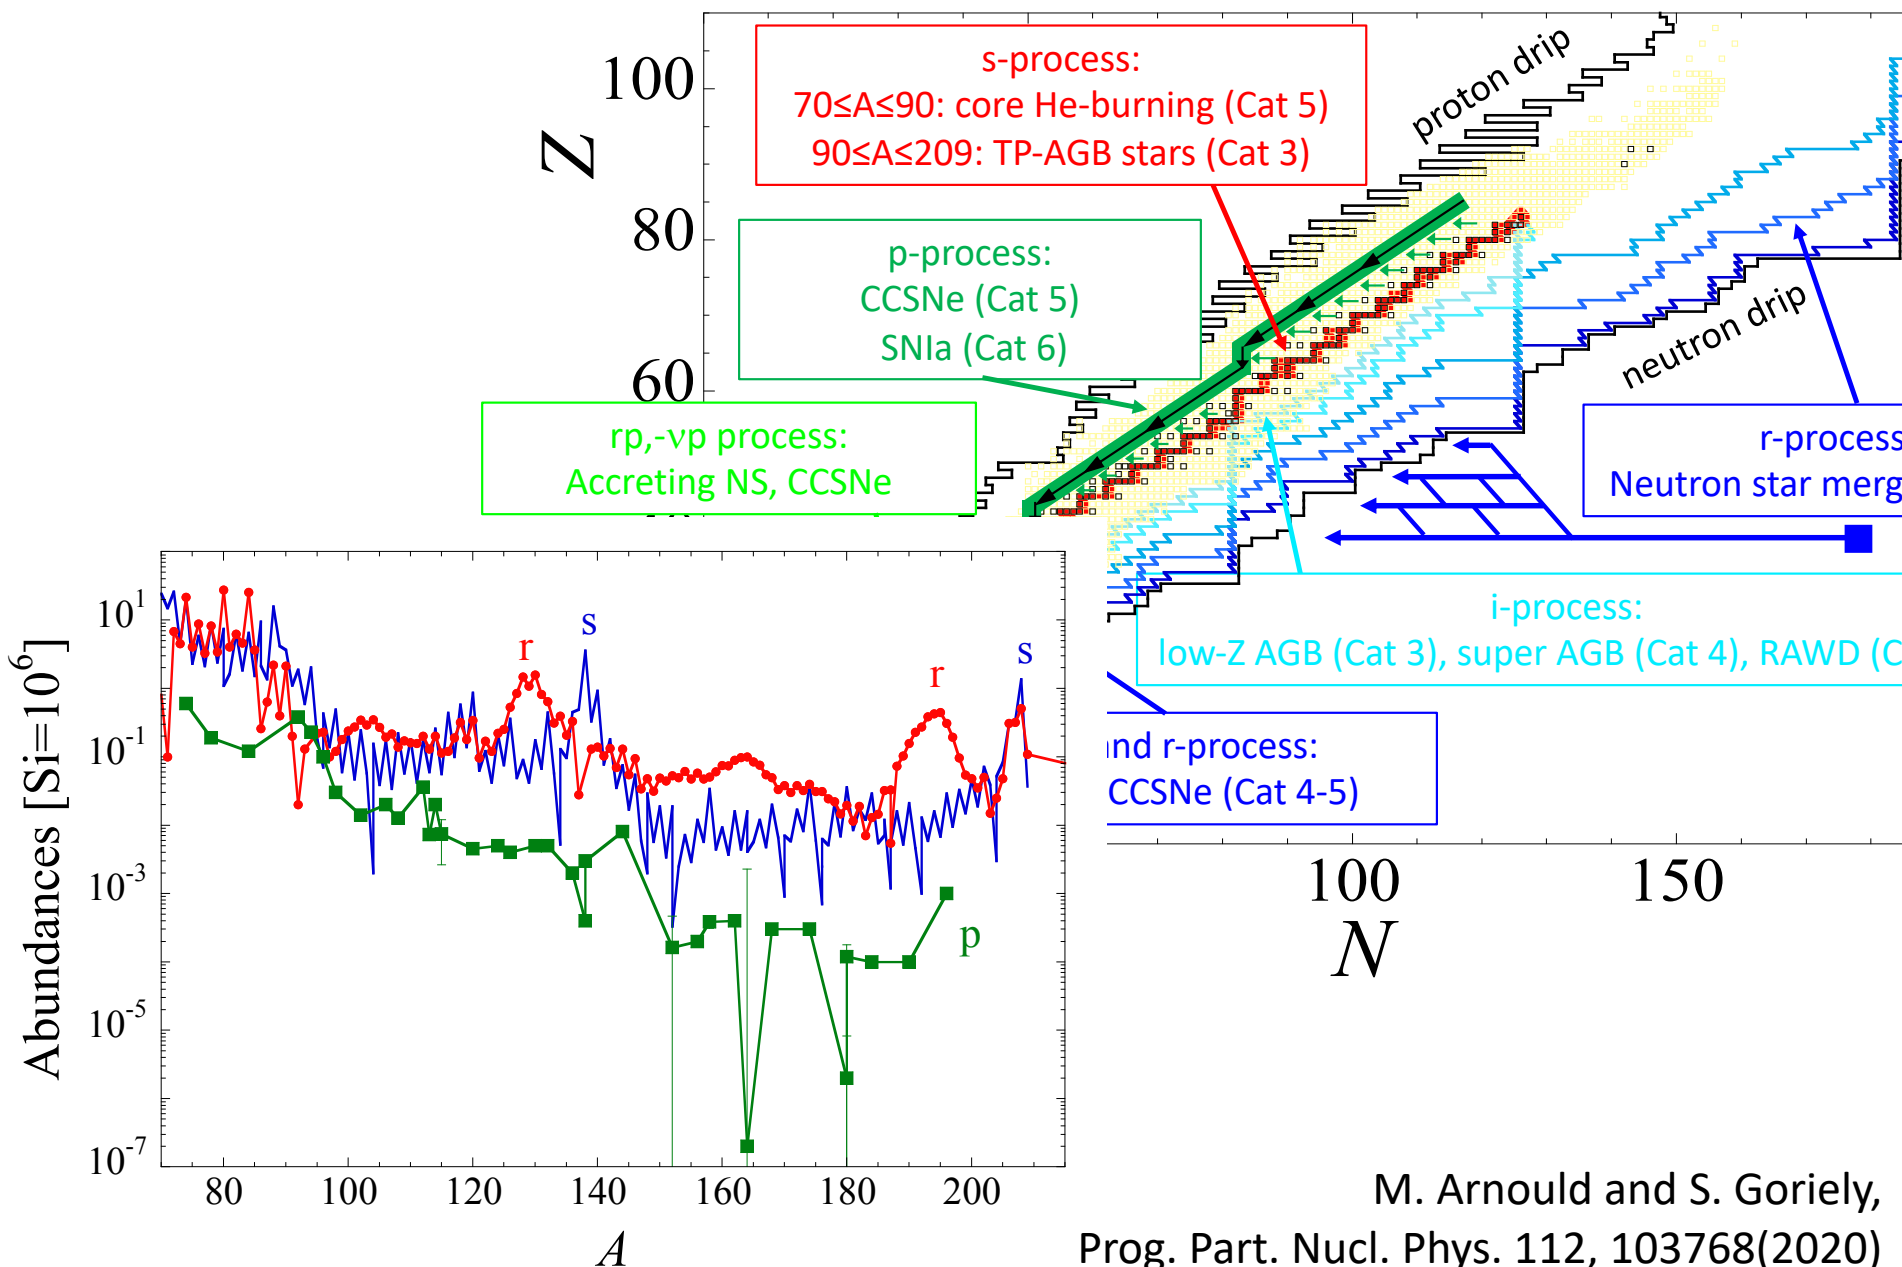 100
80
60
Z
s-process:
70≤A≤90: core He-burning (Cat 5)
90≤A≤209: TP-AGB stars (Cat 3)
proton drip
p-process:
CCSNe (Cat 5)
SNIa (Cat 6)
neutron drip
rp,-νp process:
Accreting NS, CCSNe
r-process
Neutron star merg
i-process:
low-Z AGB (Cat 3), super AGB (Cat 4), RAWD (C
nd r-process:
CCSNe (Cat 4-5)
100
150
N
Abundances [Si=10^6]
10^1
10^-1
10^-3
10^-5
10^-7
r
s
r
s
p
80
100
120
140
160
180
200
A
M. Arnould and S. Goriely,
Prog. Part. Nucl. Phys. 112, 103768(2020)